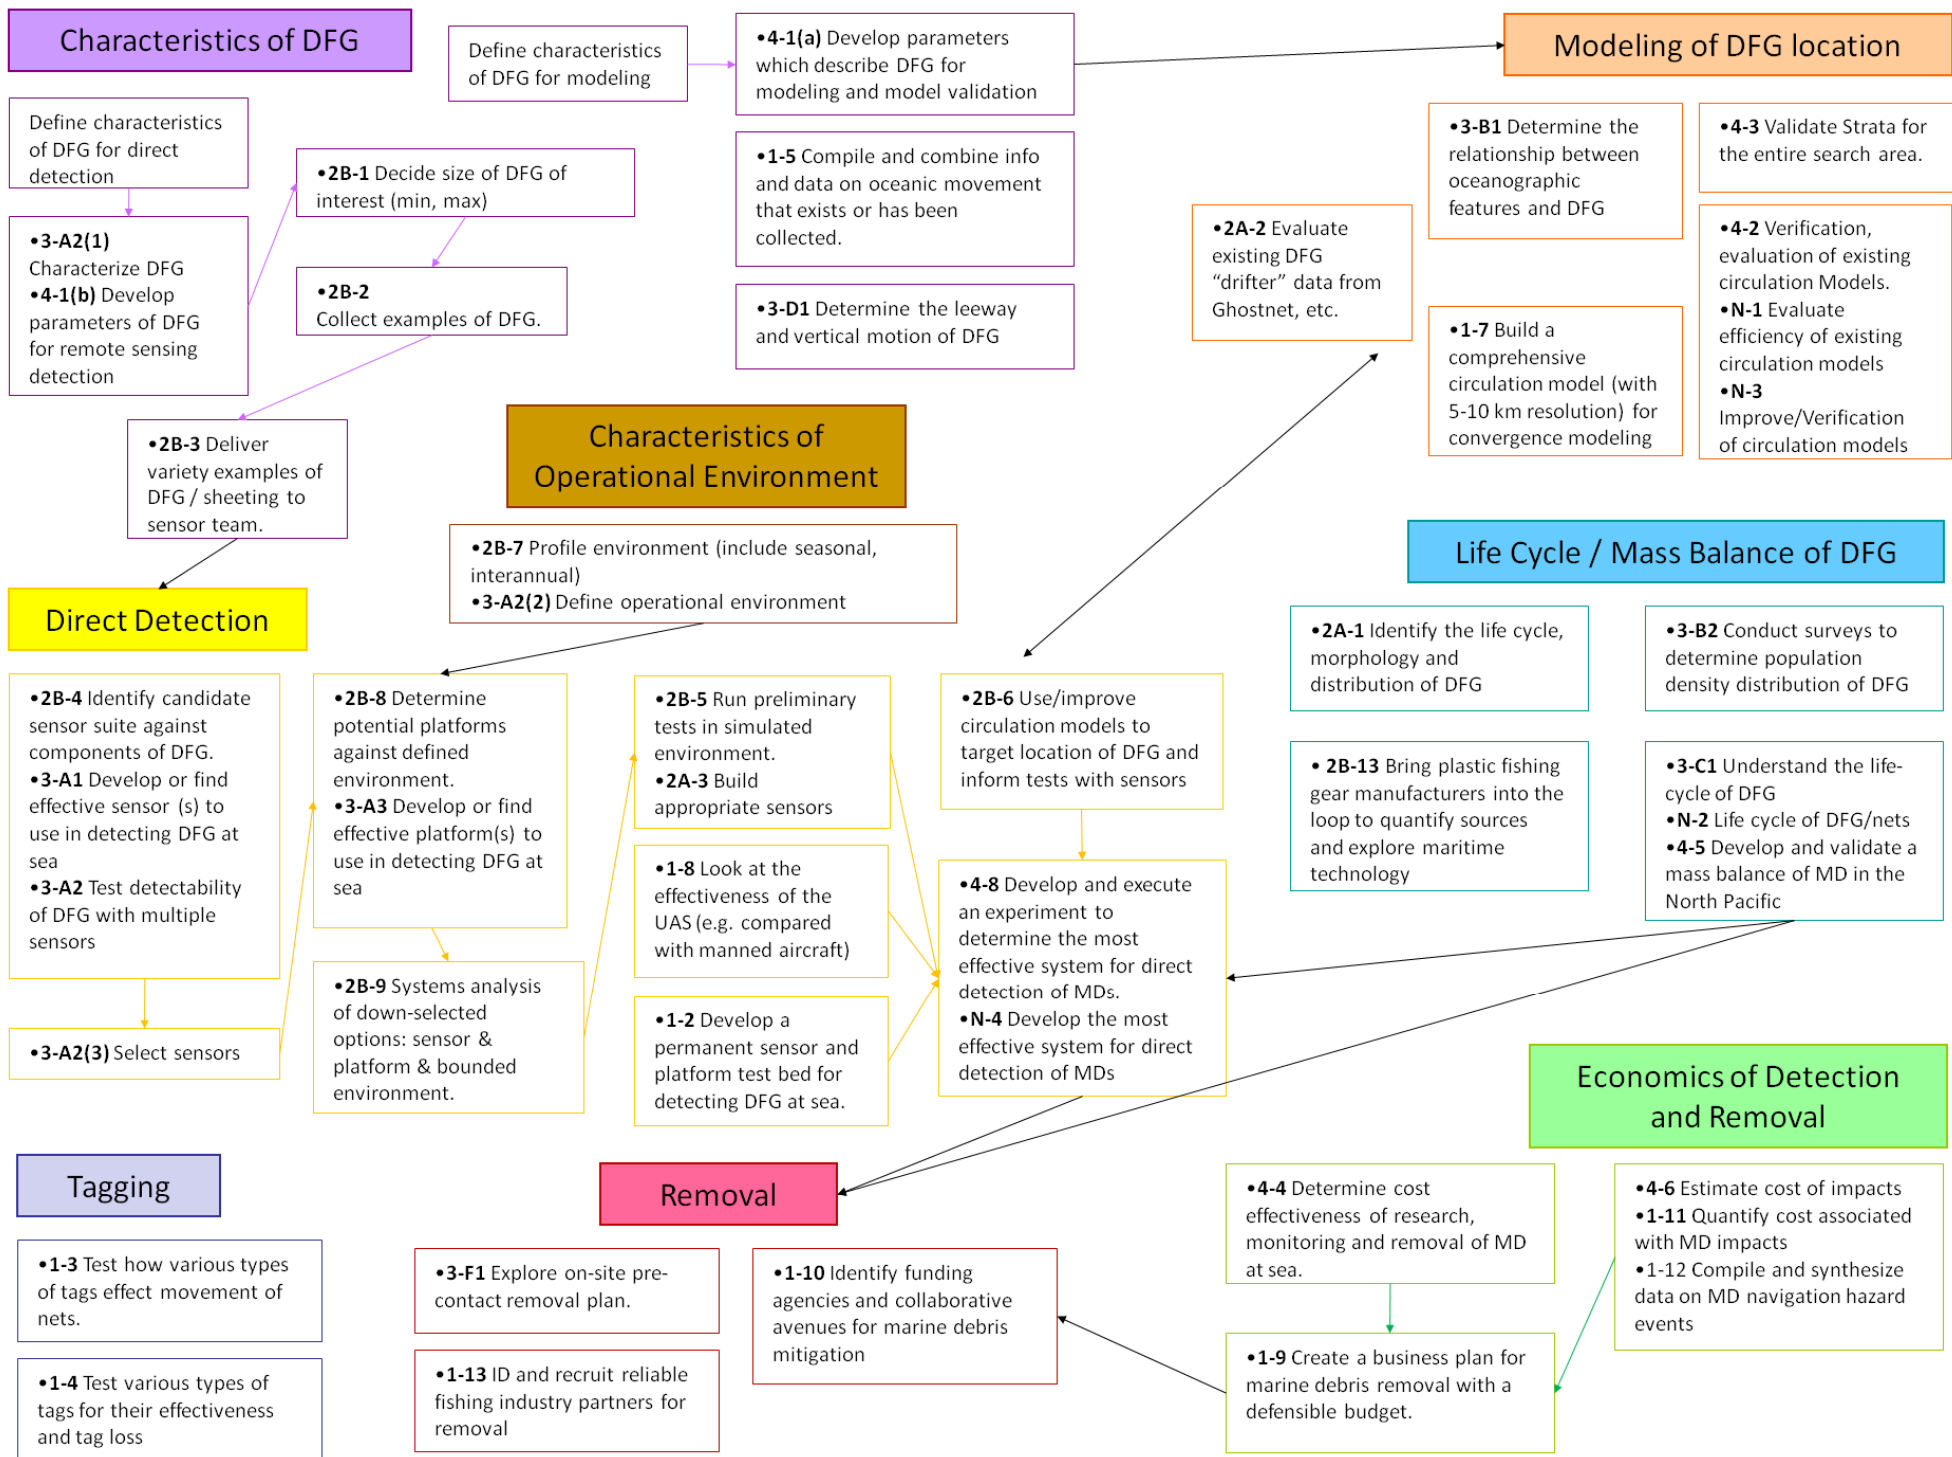 Characteristics of DFG
Define characteristics
of DFG for modeling
•4-1(a) Develop parameters
which describe DFG for
modeling and model validation
Modeling of DFG location
Define characteristics
of DFG for direct
detection
•2B-1 Decide size of DFG of
interest (min, max)
•1-5 Compile and combine info
and data on oceanic movement
that exists or has been
collected.
•3-B1 Determine the
relationship between
oceanographic
features and DFG
•4-3 Validate Strata for
the entire search area.
•3-A2(1)
Characterize DFG
•4-1(b) Develop
parameters of DFG
for remote sensing
detection
•2B-2
Collect examples of DFG.
•3-D1 Determine the leeway
and vertical motion of DFG
•2A-2 Evaluate
existing DFG
“drifter” data from
Ghostnet, etc.
•1-7 Build a
comprehensive
circulation model (with
5-10 km resolution) for
convergence modeling
•4-2 Verification,
evaluation of existing
circulation Models.
•N-1 Evaluate
efficiency of existing
circulation models
•N-3
Improve/Verification
of circulation models
•2B-3 Deliver
variety examples of
DFG / sheeting to
sensor team.
Characteristics of
Operational Environment
•2B-7 Profile environment (include seasonal,
interannual)
•3-A2(2) Define operational environment
Life Cycle / Mass Balance of DFG
Direct Detection
•2A-1 Identify the life cycle,
morphology and
distribution of DFG
•3-B2 Conduct surveys to
determine population
density distribution of DFG
•2B-4 Identify candidate
sensor suite against
components of DFG.
•3-A1 Develop or find
effective sensor (s) to
use in detecting DFG at
sea
•3-A2 Test detectability
of DFG with multiple
sensors
•2B-8 Determine
potential platforms
against defined
environment.
•3-A3 Develop or find
effective platform(s) to
use in detecting DFG at
sea
•2B-5 Run preliminary
tests in simulated
environment.
•2A-3 Build
appropriate sensors
•2B-6 Use/improve
circulation models to
target location of DFG and
inform tests with sensors
• 2B-13 Bring plastic fishing
gear manufacturers into the
loop to quantify sources
and explore maritime
technology
•3-C1 Understand the life-
cycle of DFG
•N-2 Life cycle of DFG/nets
•4-5 Develop and validate a
mass balance of MD in the
North Pacific
•1-8 Look at the
effectiveness of the
UAS (e.g. compared
with manned aircraft)
•4-8 Develop and execute
an experiment to
determine the most
effective system for direct
detection of MDs.
•N-4 Develop the most
effective system for direct
detection of MDs
•3-A2(3) Select sensors
•2B-9 Systems analysis
of down-selected
options: sensor &
platform & bounded
environment.
•1-2 Develop a
permanent sensor and
platform test bed for
detecting DFG at sea.
Economics of Detection
and Removal
Tagging
Removal
•4-4 Determine cost
effectiveness of research,
monitoring and removal of MD
at sea.
•4-6 Estimate cost of impacts
•1-11 Quantify cost associated
with MD impacts
•1-12 Compile and synthesize
data on MD navigation hazard
events
•1-3 Test how various types
of tags effect movement of
nets.
•3-F1 Explore on-site pre-
contact removal plan.
•1-10 Identify funding
agencies and collaborative
avenues for marine debris
mitigation
•1-9 Create a business plan for
marine debris removal with a
defensible budget.
•1-4 Test various types of
tags for their effectiveness
and tag loss
•1-13 ID and recruit reliable
fishing industry partners for
removal